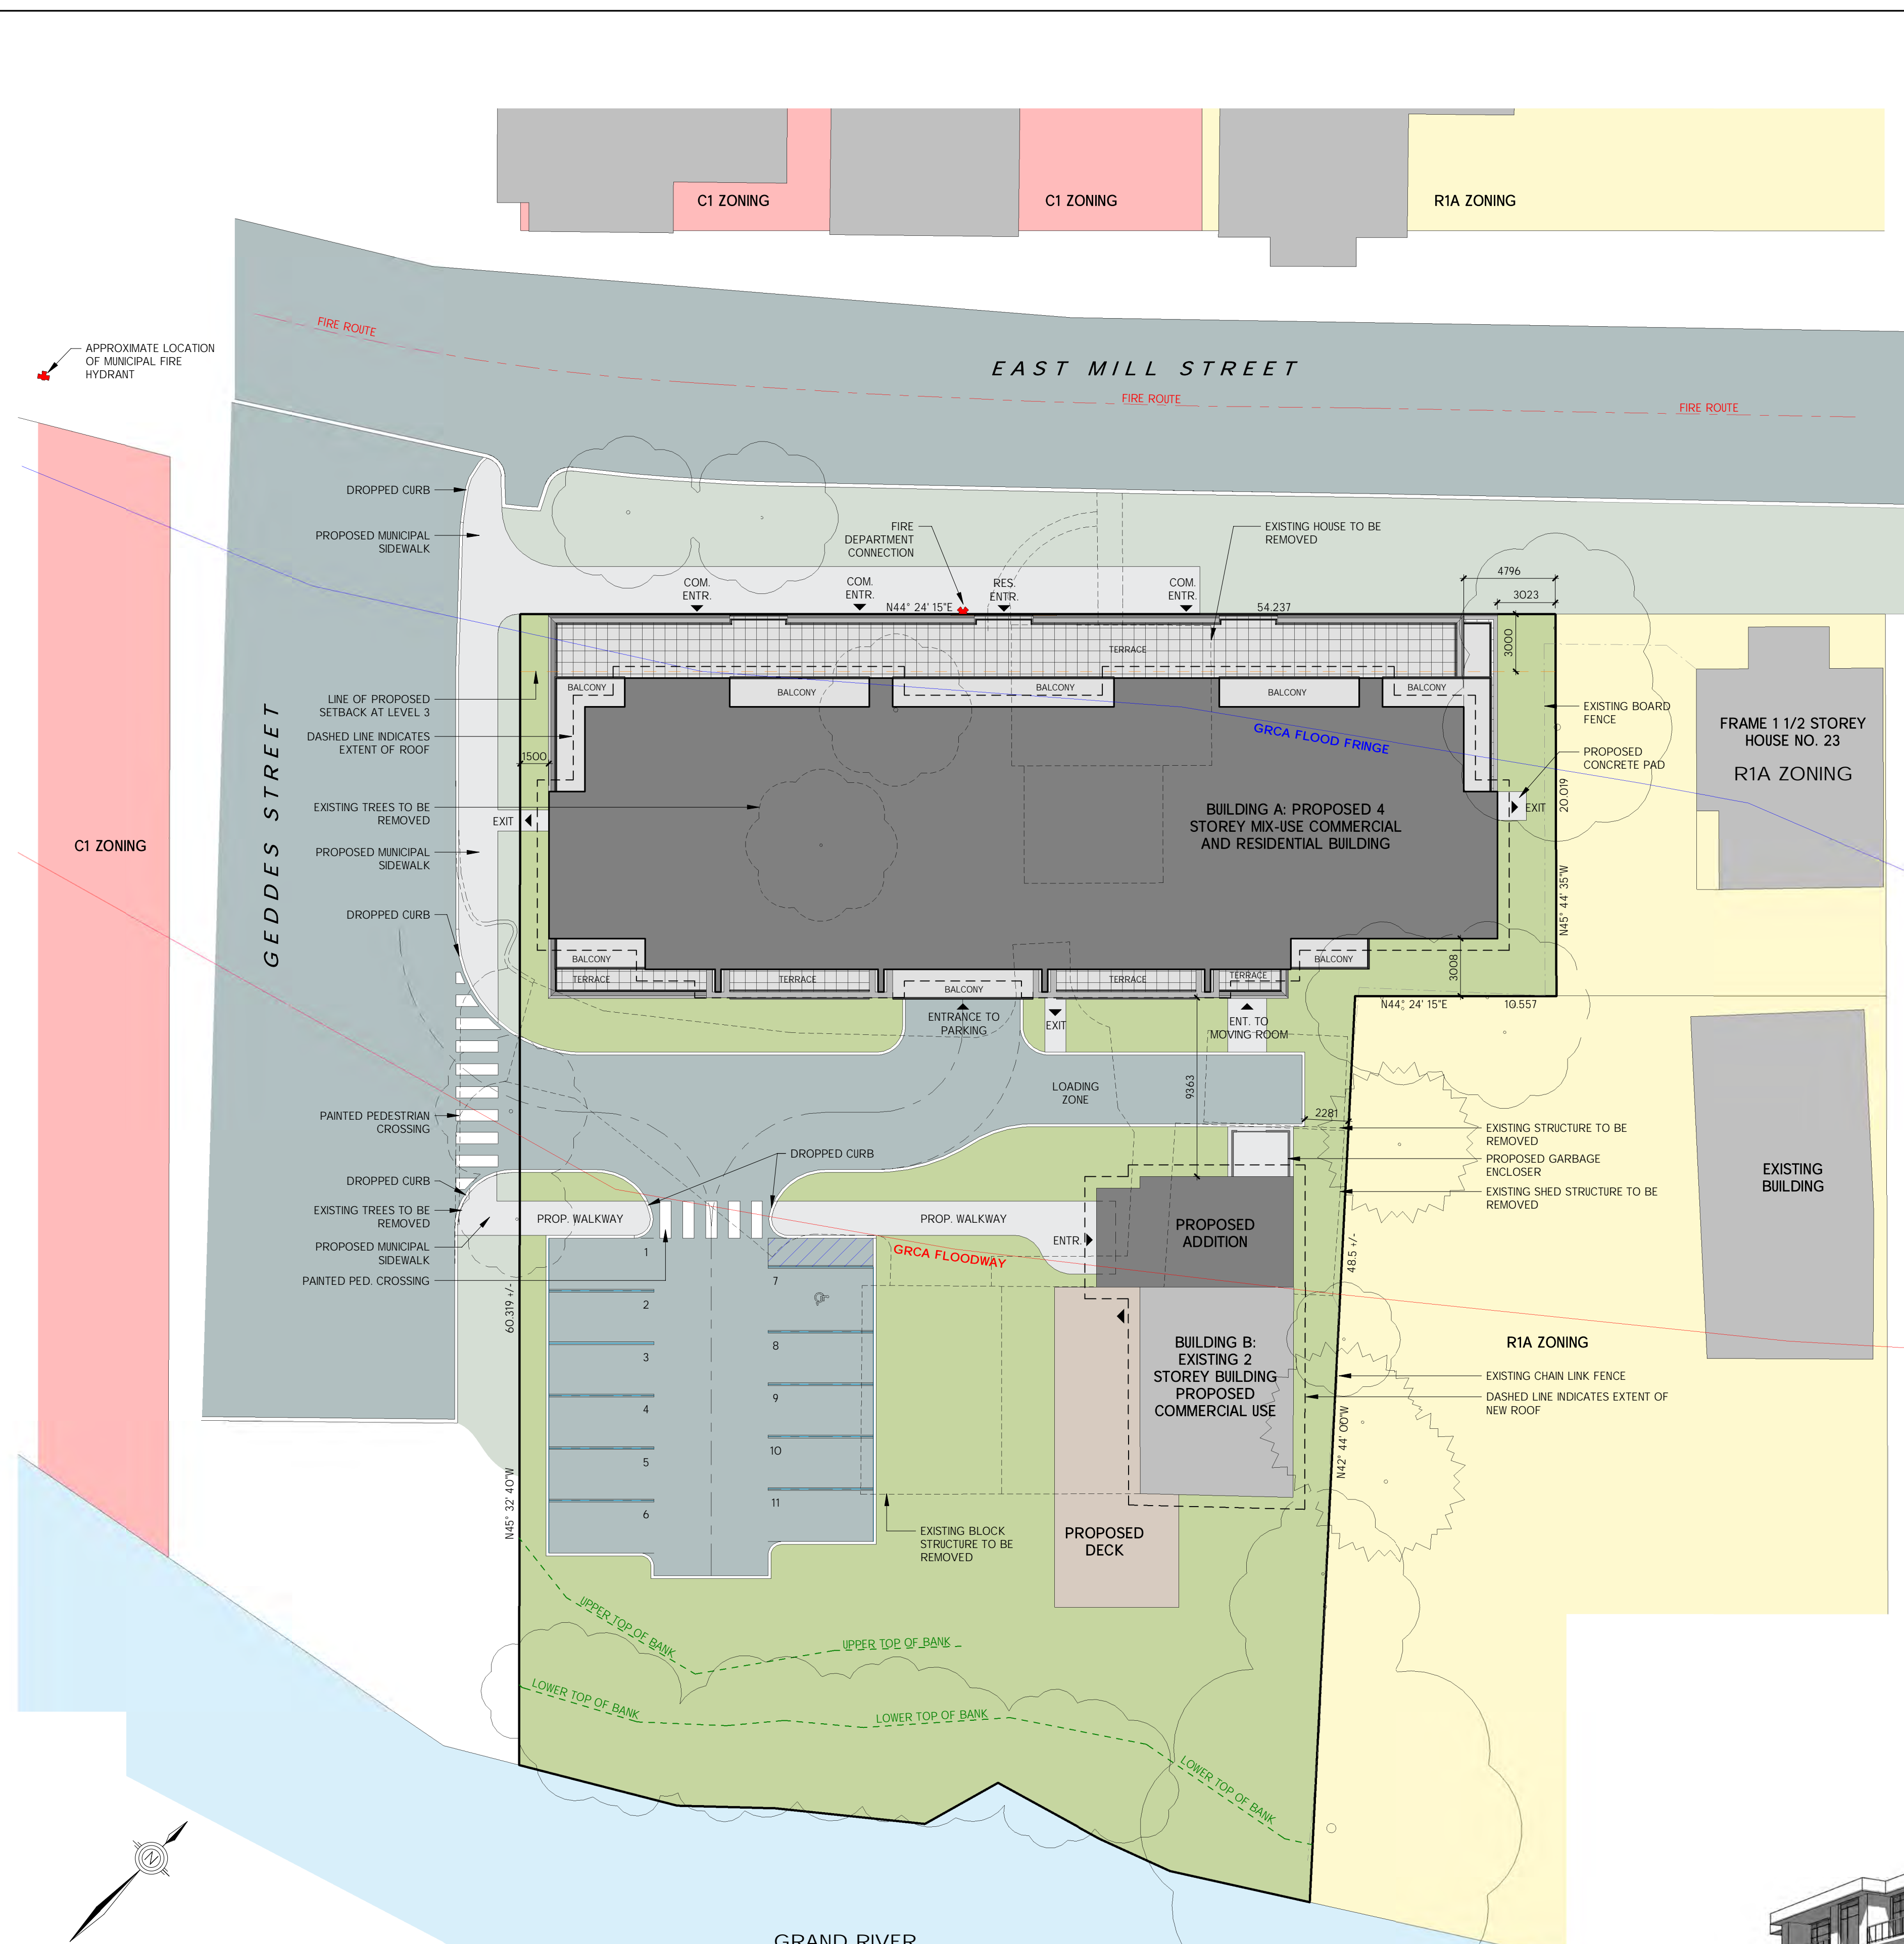 C1 ZONING
C1 ZONING
R1A ZONING
FIRE ROUTE
APPROXIMATE LOCATION
OF MUNICIPAL FIRE
HYDRANT
EAST MILL STREET
FIRE ROUTE
FIRE ROUTE
DROPPED CURB
PROPOSED MUNICIPAL
SIDEWALK
FIRE
DEPARTMENT
CONNECTION
EXISTING HOUSE TO BE
REMOVED
COM.
ENTR.
COM.
ENTR.
RES.
ENTR.
COM.
ENTR.
4796
3023
N44° 24' 15"E
54.237
3000
TERRACE
BALCONY
BALCONY
BALCONY
BALCONY
BALCONY
LINE OF PROPOSED
SETBACK AT LEVEL 3
DASHED LINE INDICATES
EXTENT OF ROOF
1500
GEDDES STREET
GRCA FLOOD FRINGE
EXISTING BOARD
FENCE
PROPOSED
CONCRETE PAD
FRAME 1 1/2 STOREY
HOUSE NO. 23
R1A ZONING
EXISTING TREES TO BE
REMOVED
EXIT
EXIT
20.019
BUILDING A: PROPOSED 4
STOREY MIX-USE COMMERCIAL
AND RESIDENTIAL BUILDING
C1 ZONING
PROPOSED MUNICIPAL
SIDEWALK
N45° 44' 35"W
DROPPED CURB
BALCONY
BALCONY
3008
TERRACE
TERRACE
BALCONY
TERRACE
TERRACE
N44° 24' 15"E
10.557
ENTRANCE TO
PARKING
EXIT
ENT. TO
MOVING ROOM
LOADING
ZONE
9363
2281
PAINTED PEDESTRIAN
CROSSING
DROPPED CURB
EXISTING STRUCTURE TO BE
REMOVED
PROPOSED GARBAGE
ENCLOSER
EXISTING SHED STRUCTURE TO BE
REMOVED
EXISTING
BUILDING
DROPPED CURB
EXISTING TREES TO BE
REMOVED
PROPOSED MUNICIPAL
SIDEWALK
PAINTED PED. CROSSING
PROP. WALKWAY
PROP. WALKWAY
ENTR.
PROPOSED
ADDITION
GRCA FLOODWAY
48.5 +/-
60.319 +/-
1
2
3
4
5
6
7
8
9
10
11
BUILDING B:
EXISTING 2
STOREY BUILDING
PROPOSED
COMMERCIAL USE
R1A ZONING
EXISTING CHAIN LINK FENCE
DASHED LINE INDICATES EXTENT OF
NEW ROOF
N42° 44' 00"W
N45° 32' 40"W
EXISTING BLOCK
STRUCTURE TO BE
REMOVED
PROPOSED
DECK
UPPER TOP OF BANK
UPPER TOP OF BANK
LOWER TOP OF BANK
LOWER TOP OF BANK
LOWER TOP OF BANK
N
GRAND RIVER